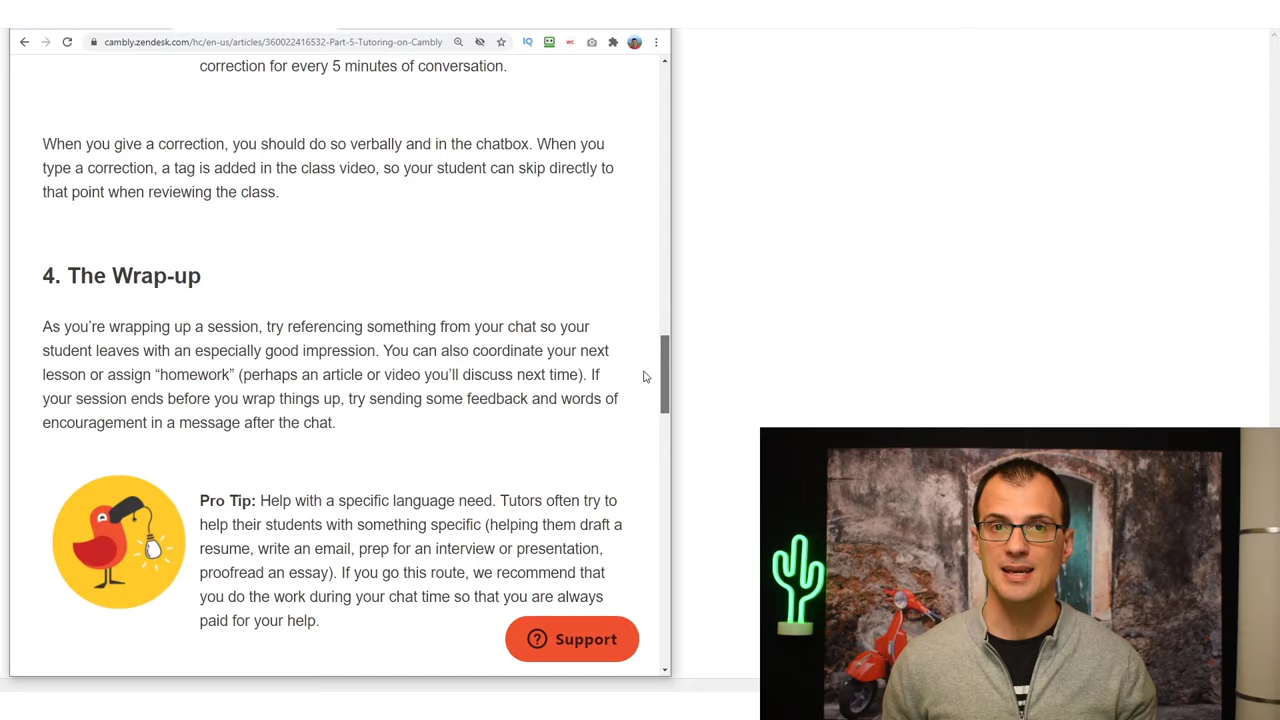 cambly.zendesk.com/hc/en-us/articles/360022416532-Part-5-Tutoring-on-Cambly
IQ
WC
correction for every 5 minutes of conversation.
When you give a correction, you should do so verbally and in the chatbox. When you
type a correction, a tag is added in the class video, so your student can skip directly to
that point when reviewing the class.
4. The Wrap-up
As you’re wrapping up a session, try referencing something from your chat so your
student leaves with an especially good impression. You can also coordinate your next
lesson or assign “homework” (perhaps an article or video you’ll discuss next time). If
your session ends before you wrap things up, try sending some feedback and words of
encouragement in a message after the chat.
Pro Tip: Help with a specific language need. Tutors often try to
help their students with something specific (helping them draft a
resume, write an email, prep for an interview or presentation,
proofread an essay). If you go this route, we recommend that
you do the work during your chat time so that you are always
paid for your help.
Support